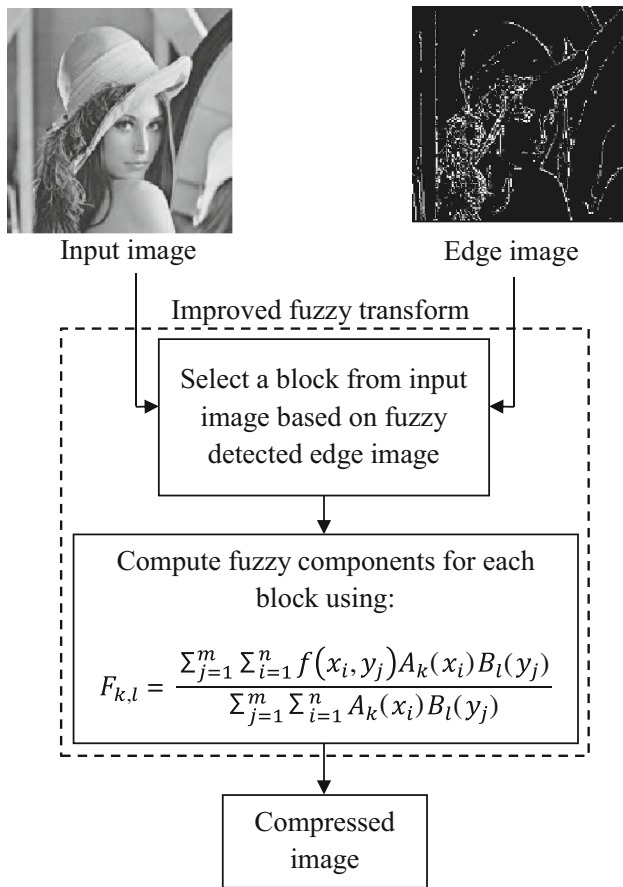 Input image
Edge image
Improved fuzzy transform
Select a block from input
image based on fuzzy
detected edge image
Compute fuzzy components for each
block using:
F_{k,l} = \frac{\sum_{j=1}^{m} \sum_{i=1}^{n} f(x_i, y_j) A_k(x_i) B_l(y_j)}{\sum_{j=1}^{m} \sum_{i=1}^{n} A_k(x_i) B_l(y_j)}
Compressed
image